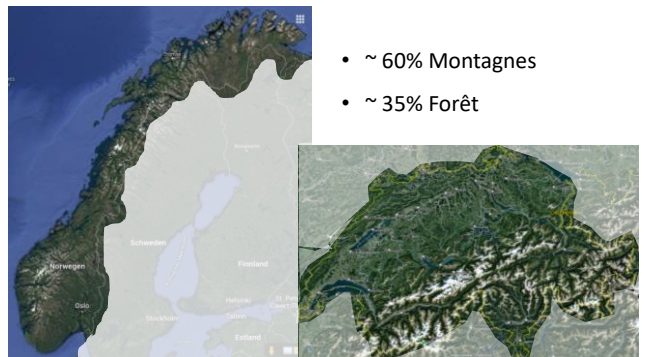 • ~ 60% Montagnes
• ~ 35% Forêt
Schweden
Norwegen
Finnland
Oslo
Helsinki
Stockholm
Estland